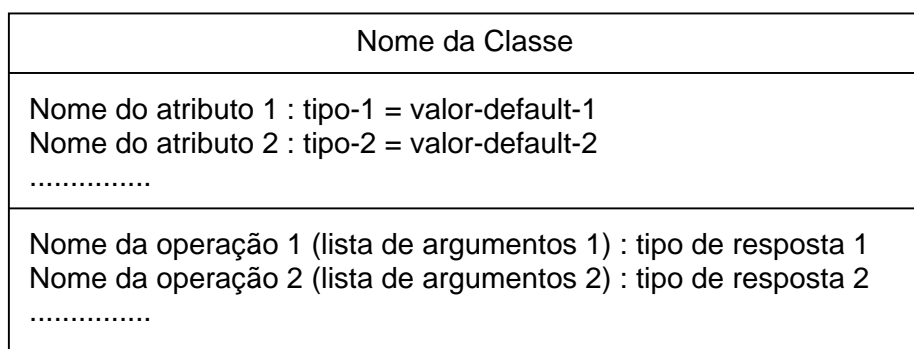 Nome da Classe
Nome do atributo 1 : tipo-1 = valor-default-1
Nome do atributo 2 : tipo-2 = valor-default-2
...............
Nome da operação 1 (lista de argumentos 1) : tipo de resposta 1
Nome da operação 2 (lista de argumentos 2) : tipo de resposta 2
...............